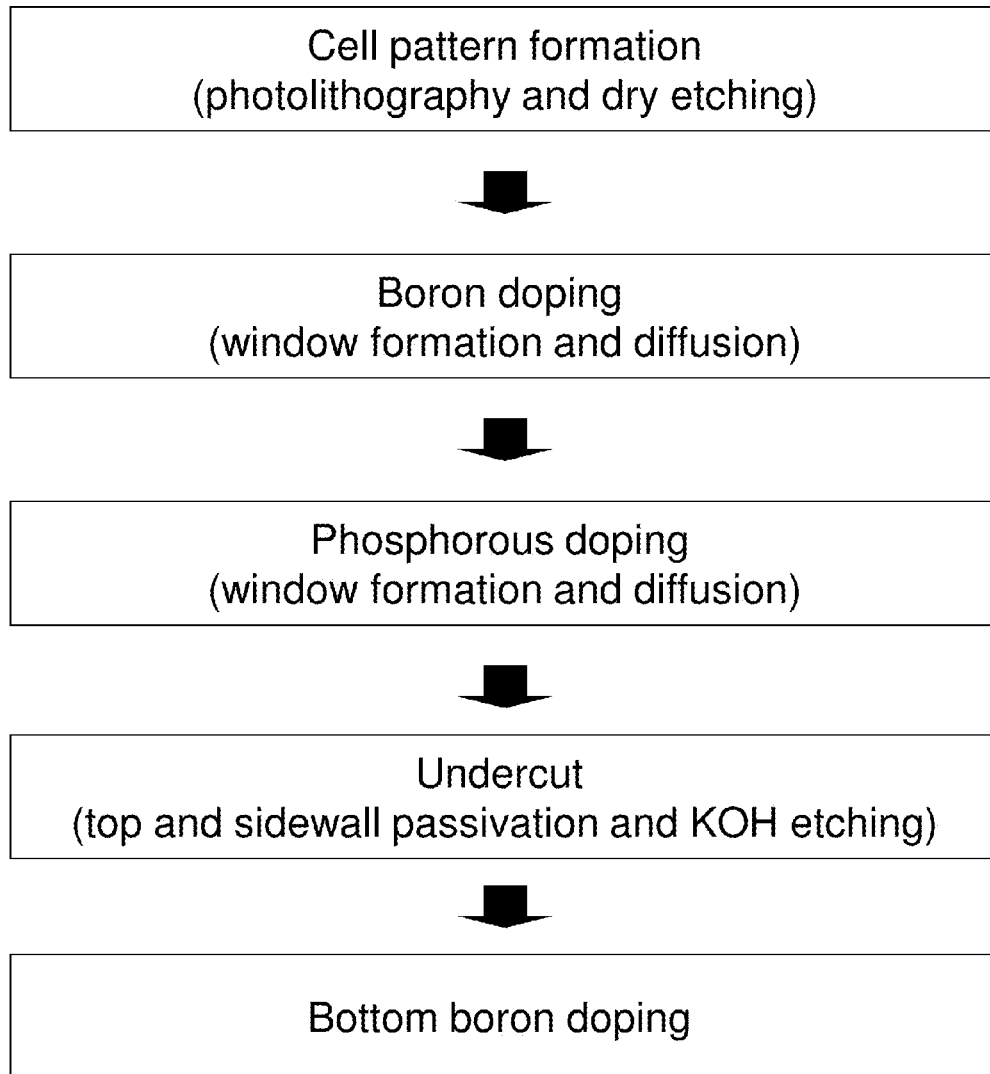 Cell pattern formation
(photolithography and dry etching)
Boron doping
(window formation and diffusion)
Phosphorous doping
(window formation and diffusion)
Undercut
(top and sidewall passivation and KOH etching)
Bottom boron doping